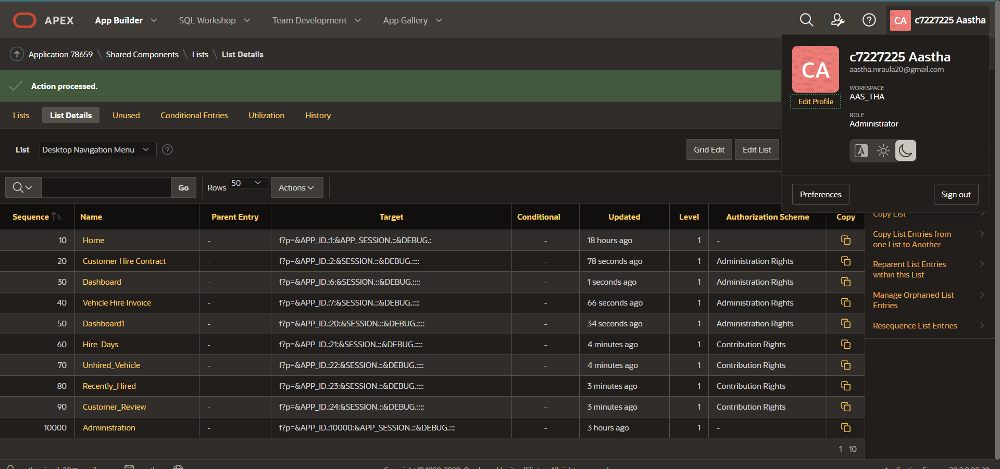 APEX App Builder SQL Workshop Team Development App Gallery CA c7227225 Aastha
Application 78659 \ Shared Components \ Lists \ List Details
CA
c7227225 Aastha
aastha.niraula20@gmail.com
Edit Profile
WORKSPACE
AAS_THA
ROLE
Administrator
Preferences Sign out
Action processed.
Lists List Details Unused Conditional Entries Utilization History
List Desktop Navigation Menu ? Grid Edit Edit List
Go Rows 50 Actions
Sequence Name Parent Entry Target Conditional Updated Level Authorization Scheme Copy
10 Home - f?p=&APP_ID.:1:&APP_SESSION.::&DEBUG.: - 18 hours ago 1 -
20 Customer Hire Contract - f?p=&APP_ID.:2:&SESSION.::&DEBUG.:::: - 78 seconds ago 1 Administration Rights
30 Dashboard - f?p=&APP_ID.:6:&SESSION.::&DEBUG.:::: - 1 seconds ago 1 Administration Rights
40 Vehicle Hire Invoice - f?p=&APP_ID.:7:&SESSION.::&DEBUG.:::: - 66 seconds ago 1 Administration Rights
50 Dashboard1 - f?p=&APP_ID.:20:&SESSION.::&DEBUG.:::: - 34 seconds ago 1 Administration Rights
60 Hire_Days - f?p=&APP_ID.:21:&SESSION.::&DEBUG.:::: - 4 minutes ago 1 Contribution Rights
70 Unhired_Vehicle - f?p=&APP_ID.:22:&SESSION.::&DEBUG.:::: - 4 minutes ago 1 Contribution Rights
80 Recently_Hired - f?p=&APP_ID.:23:&SESSION.::&DEBUG.:::: - 3 minutes ago 1 Contribution Rights
90 Customer_Review - f?p=&APP_ID.:24:&SESSION.::&DEBUG.:::: - 3 minutes ago 1 Contribution Rights
10000 Administration - f?p=&APP_ID.:10000:&APP_SESSION.::&DEBUG.::: - 3 hours ago 1 -
1 - 10
Copy List
Copy List Entries from
one List to Another
Reparent List Entries
within this List
Manage Orphaned List
Entries
Resequence List Entries